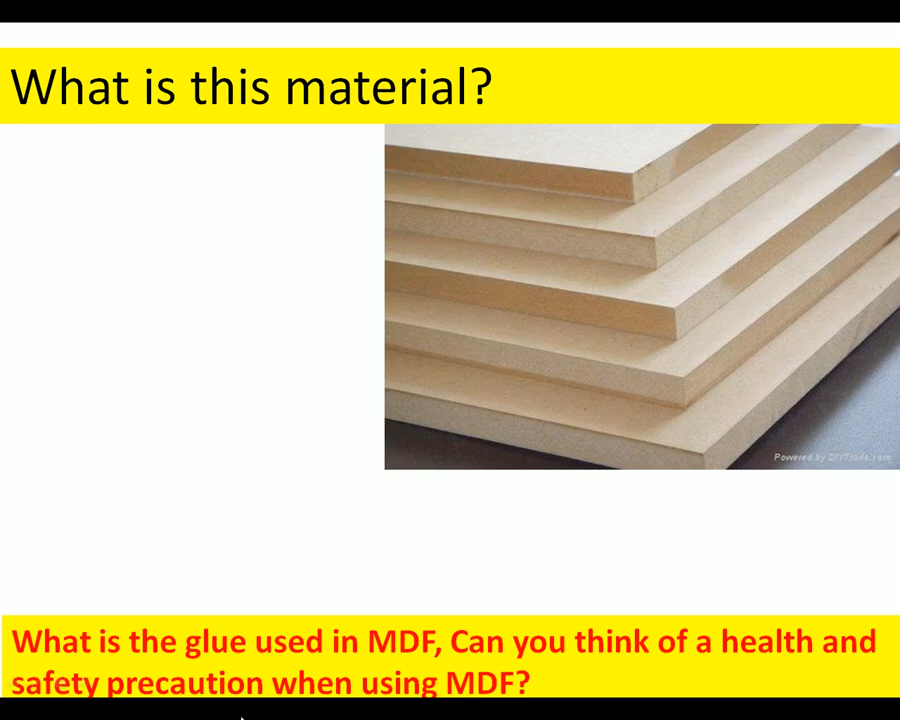 What is this material?
Powered by DIYTrade.com
What is the glue used in MDF, Can you think of a health and
safety precaution when using MDF?